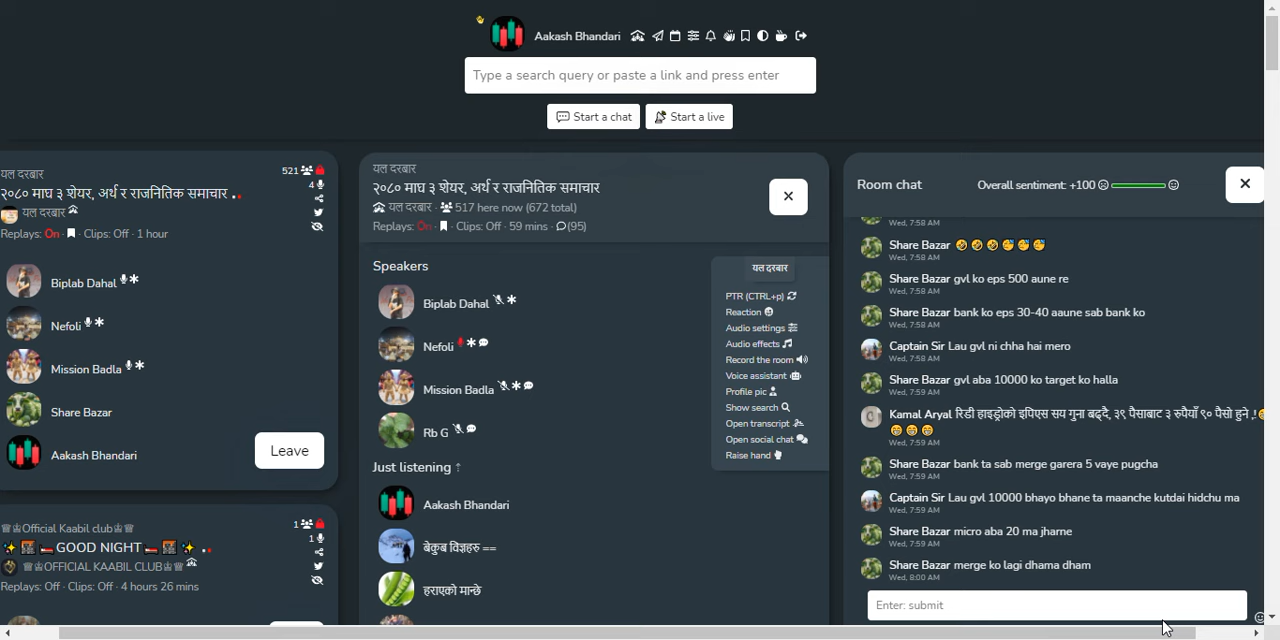 Aakash Bhandari
Type a search query or paste a link and press enter
Start a chat
Start a live
यल दरबार
521
२०८० माघ ३ शेयर, अर्थ र राजनितिक समाचार
4
यल दरबार
Replays: On · Clips: Off · 1 hour
Biplab Dahal
Nefoli
Mission Badla
Share Bazar
Aakash Bhandari
Leave
♕♔Official Kaabil club♔♕
1
GOOD NIGHT
1
♕♔OFFICIAL KAABIL CLUB♔♕
Replays: Off · Clips: Off · 4 hours 26 mins
यल दरबार
२०८० माघ ३ शेयर, अर्थ र राजनितिक समाचार
यल दरबार · 517 here now (672 total)
Replays: On · Clips: Off · 59 mins · (95)
Speakers
Biplab Dahal
Nefoli
Mission Badla
Rb G
Just listening ↑
Aakash Bhandari
बेकुब विज्ञहरु ==
हराएको मान्छे
यल दरबार
PTR (CTRL+p)
Reaction
Audio settings
Audio effects
Record the room
Voice assistant
Profile pic
Show search
Open transcript
Open social chat
Raise hand
Room chat
Overall sentiment: +100
Wed, 7:58 AM
Share Bazar 🤣🤣🤣🥳🥳🥳
Wed, 7:58 AM
Share Bazar gvl ko eps 500 aune re
Wed, 7:58 AM
Share Bazar bank ko eps 30-40 aaune sab bank ko
Wed, 7:58 AM
Captain Sir Lau gvl ni chha hai mero
Wed, 7:58 AM
Share Bazar gvl aba 10000 ko target ko halla
Wed, 7:59 AM
Kamal Aryal रिडी हाइड्रोको इपिएस सय गुना बढ्दै, ३९ पैसाबाट ३ रुपैयाँ ९० पैसो हुने ,!😁
😁😁😁
Wed, 7:59 AM
Share Bazar bank ta sab merge garera 5 vaye pugcha
Wed, 7:59 AM
Captain Sir Lau gvl 10000 bhayo bhane ta maanche kutdai hidchu ma
Wed, 7:59 AM
Share Bazar micro aba 20 ma jharne
Wed, 7:59 AM
Share Bazar merge ko lagi dhama dham
Wed, 8:00 AM
Enter: submit